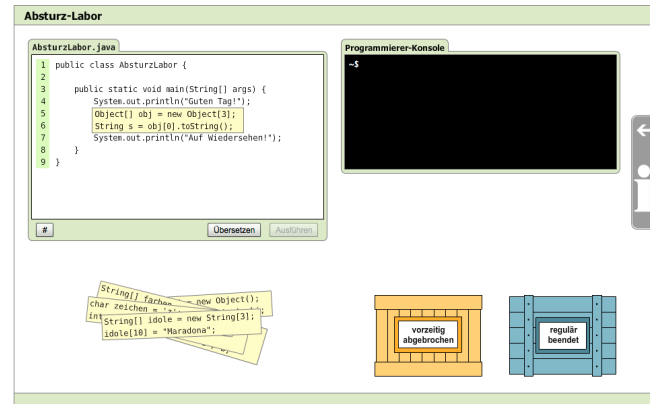 Absturz-Labor
AbsturzLabor.java
1 public class AbsturzLabor {
2
3     public static void main(String[] args) {
4         System.out.println("Guten Tag!");
5         Object[] obj = new Object[3];
6         String s = obj[0].toString();
7         System.out.println("Auf Wiedersehen!");
8     }
9 }
# Übersetzen Ausführen
Programmierer-Konsole
~$
String[] farben
= new Object();
char zeichen =
String[] idole = new String[3];
idole[10] = "Maradona";
vorzeitig
abgebrochen
regulär
beendet